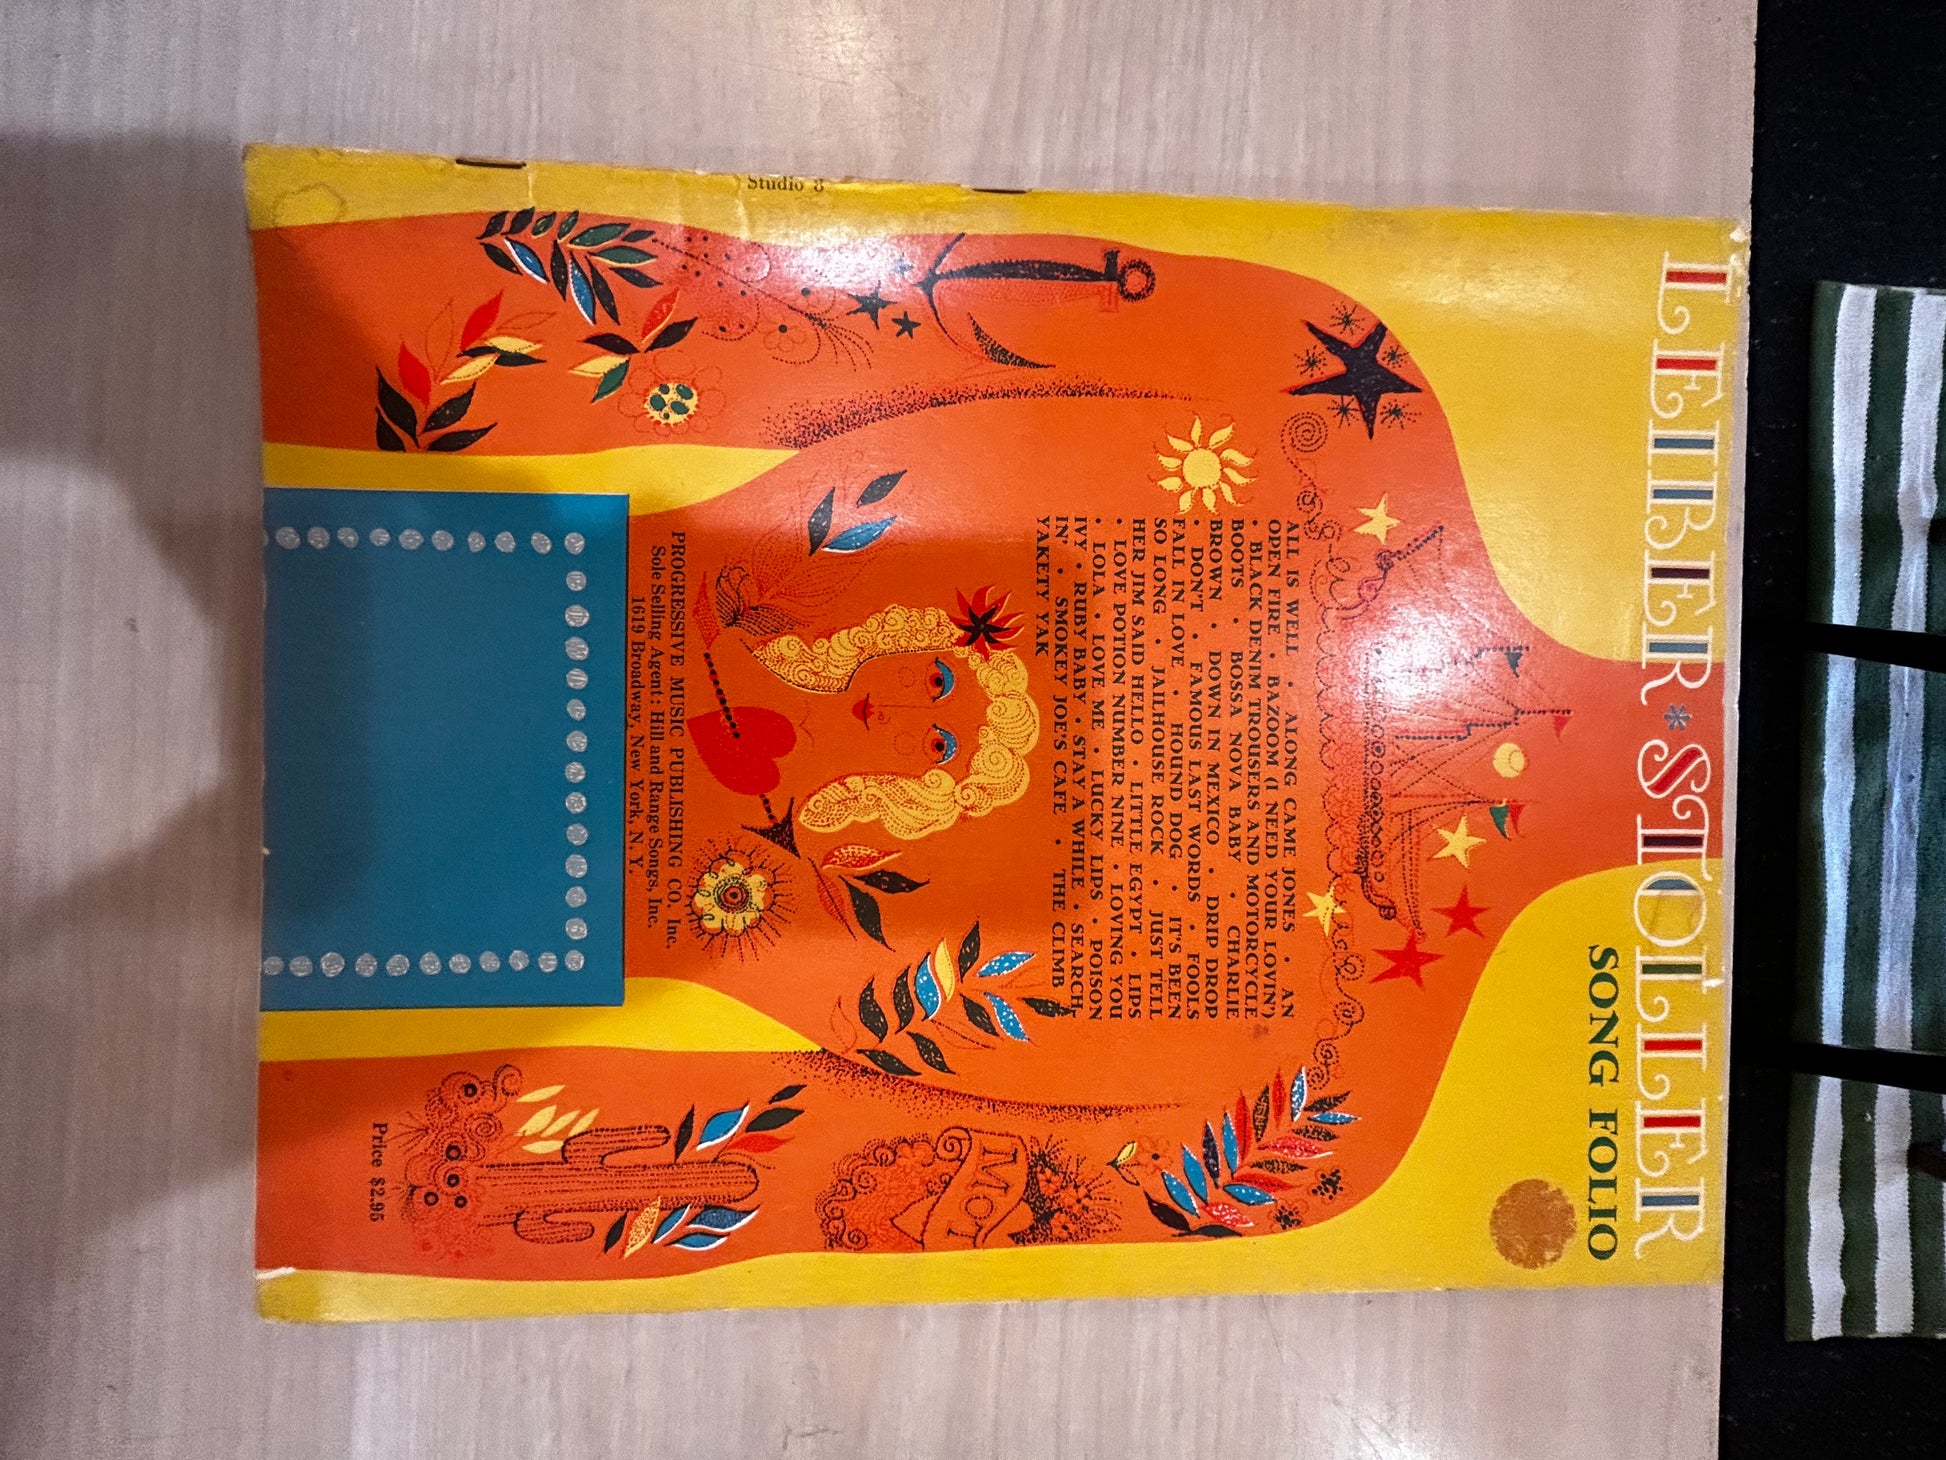 LEIBER * STOLLER
SONG FOLIO
ALL IS WELL • ALONG CAME JONES • AN
OPEN FIRE • BAZOOM (I NEED YOUR LOVIN')
• BLACK DENIM TROUSERS AND MOTORCYCLE
BOOTS • BOSSA NOVA BABY • CHARLIE
BROWN • DOWN IN MEXICO • DRIP DROP
• DON'T • FAMOUS LAST WORDS • FOOLS
FALL IN LOVE • HOUND DOG • IT'S BEEN
SO LONG • JAILHOUSE ROCK • JUST TELL
HER JIM SAID HELLO • LITTLE EGYPT • LIPS
• LOVE POTION NUMBER NINE • LOVING YOU
• LOLA • LOVE ME • LUCKY LIPS • POISON
IVY • RUBY BABY • STAY A WHILE • SEARCH-
IN' • SMOKEY JOE'S CAFE • THE CLIMB •
YAKETY YAK
MOT
PROGRESSIVE MUSIC PUBLISHING CO. Inc.
Sole Selling Agent: Hill and Range Songs, Inc.
1619 Broadway, New York, N. Y.
Studio 8
Price $2.95